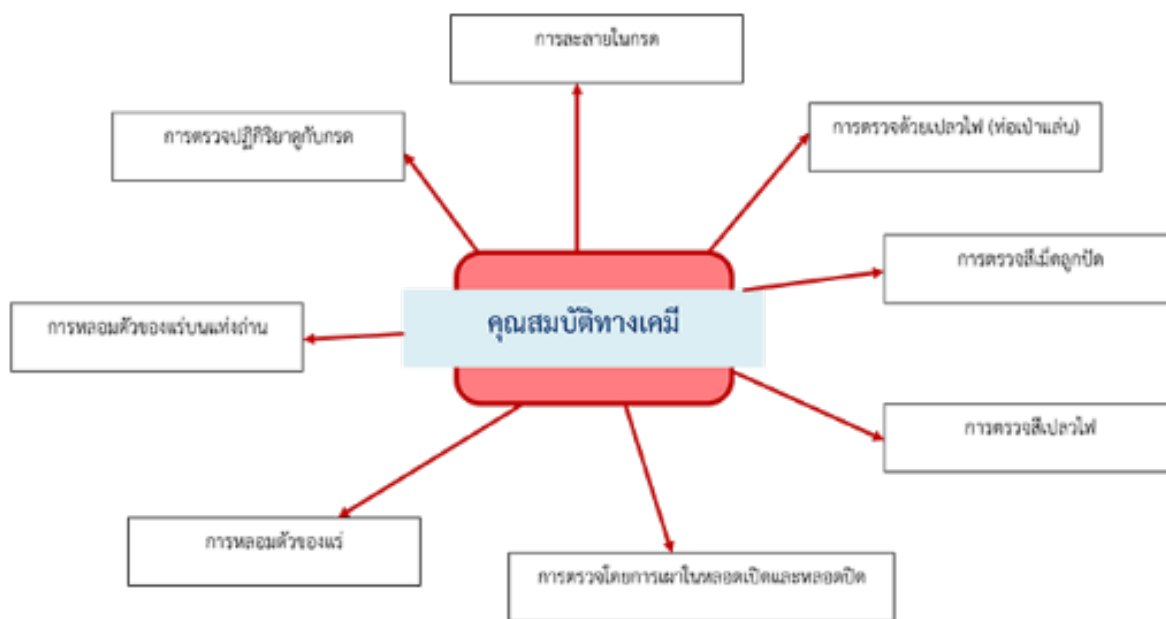 การละลายในกรด
การตรวจปฏิกิริยาดูกับกรด
การตรวจด้วยเปลวไฟ (ท่อเป่าแล่น)
การตรวจสีเม็ดลูกปัด
คุณสมบัติทางเคมี
การหลอมตัวของแร่บนแท่งถ่าน
การตรวจสีเปลวไฟ
การหลอมตัวของแร่
การตรวจโดยการเผาในหลอดเปิดและหลอดปิด